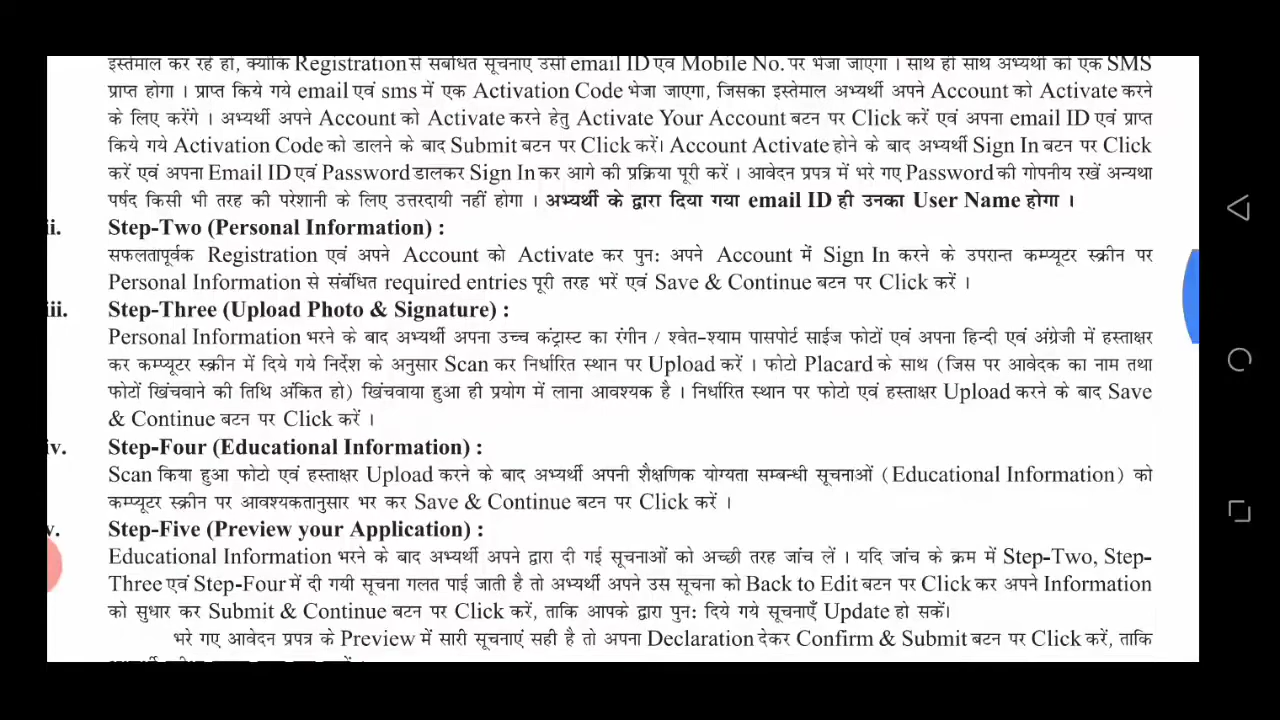 इस्तेमाल कर रहे हों, क्योंकि Registration से संबंधित सूचनाएं उसी email ID एवं Mobile No. पर भेजा जाएगा । साथ ही साथ अभ्यर्थी को एक SMS
प्राप्त होगा । प्राप्त किये गये email एवं sms में एक Activation Code भेजा जाएगा, जिसका इस्तेमाल अभ्यर्थी अपने Account को Activate करने
के लिए करेंगे । अभ्यर्थी अपने Account को Activate करने हेतु Activate Your Account बटन पर Click करें एवं अपना email ID एवं प्राप्त
किये गये Activation Code को डालने के बाद Submit बटन पर Click करें। Account Activate होने के बाद अभ्यर्थी Sign In बटन पर Click
करें एवं अपना Email ID एवं Password डालकर Sign In कर आगे की प्रक्रिया पूरी करें । आवेदन प्रपत्र में भरे गए Password की गोपनीय रखें अन्यथा
पर्षद किसी भी तरह की परेशानी के लिए उत्तरदायी नहीं होगा । अभ्यर्थी के द्वारा दिया गया email ID ही उनका User Name होगा ।
ii. Step-Two (Personal Information) :
सफलतापूर्वक Registration एवं अपने Account को Activate कर पुन: अपने Account में Sign In करने के उपरान्त कम्प्यूटर स्क्रीन पर
Personal Information से संबंधित required entries पूरी तरह भरें एवं Save & Continue बटन पर Click करें ।
iii. Step-Three (Upload Photo & Signature) :
Personal Information भरने के बाद अभ्यर्थी अपना उच्च कंट्रास्ट का रंगीन / श्वेत-श्याम पासपोर्ट साईज फोटों एवं अपना हिन्दी एवं अंग्रेजी में हस्ताक्षर
कर कम्प्यूटर स्क्रीन में दिये गये निर्देश के अनुसार Scan कर निर्धारित स्थान पर Upload करें । फोटो Placard के साथ (जिस पर आवेदक का नाम तथा
फोटों खिंचवाने की तिथि अंकित हो) खिंचवाया हुआ ही प्रयोग में लाना आवश्यक है । निर्धारित स्थान पर फोटो एवं हस्ताक्षर Upload करने के बाद Save
& Continue बटन पर Click करें ।
iv. Step-Four (Educational Information) :
Scan किया हुआ फोटो एवं हस्ताक्षर Upload करने के बाद अभ्यर्थी अपनी शैक्षणिक योग्यता सम्बन्धी सूचनाओं (Educational Information) को
कम्प्यूटर स्क्रीन पर आवश्यकतानुसार भर कर Save & Continue बटन पर Click करें ।
v. Step-Five (Preview your Application) :
Educational Information भरने के बाद अभ्यर्थी अपने द्वारा दी गई सूचनाओं को अच्छी तरह जांच लें । यदि जांच के क्रम में Step-Two, Step-
Three एवं Step-Four में दी गयी सूचना गलत पाई जाती है तो अभ्यर्थी अपने उस सूचना को Back to Edit बटन पर Click कर अपने Information
को सुधार कर Submit & Continue बटन पर Click करें, ताकि आपके द्वारा पुन: दिये गये सूचनाएँ Update हो सकें।
भरे गए आवेदन प्रपत्र के Preview में सारी सूचनाएं सही है तो अपना Declaration देकर Confirm & Submit बटन पर Click करें, ताकि